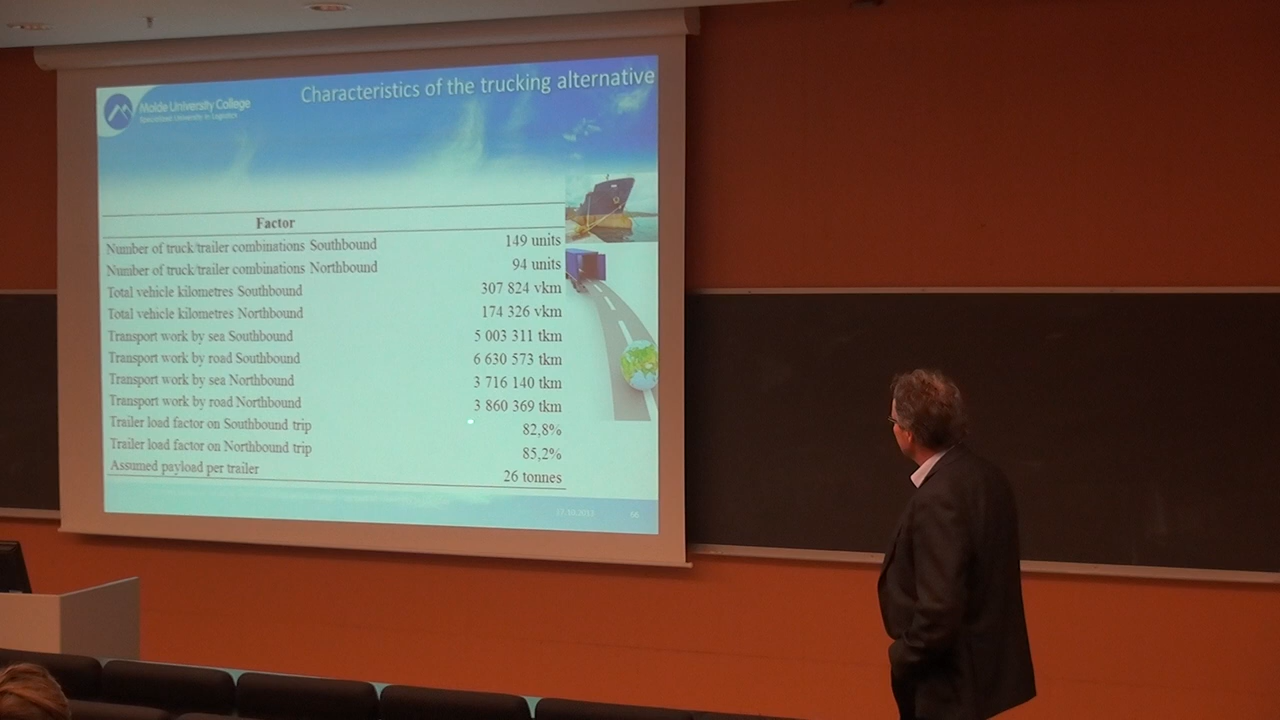 Characteristics of the trucking alternative
Molde University College
Specialized University in Logistics
Factor
Number of truck/trailer combinations Southbound 149 units
Number of truck/trailer combinations Northbound 94 units
Total vehicle kilometres Southbound 307 824 vkm
Total vehicle kilometres Northbound 174 326 vkm
Transport work by sea Southbound 5 003 311 tkm
Transport work by road Southbound 6 630 573 tkm
Transport work by sea Northbound 3 716 140 tkm
Transport work by road Northbound 3 860 369 tkm
Trailer load factor on Southbound trip 82,8%
Trailer load factor on Northbound trip 85,2%
Assumed payload per trailer 26 tonnes